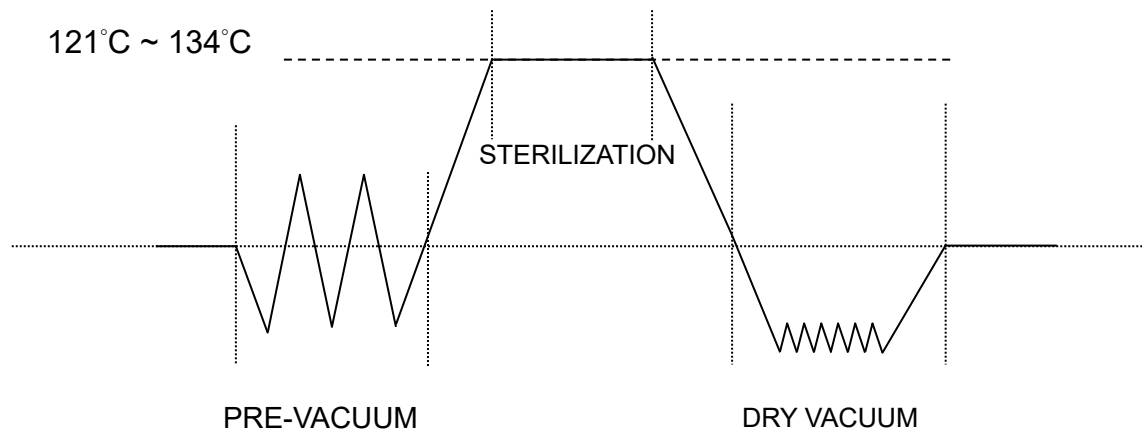 121°C ~ 134°C
STERILIZATION
PRE-VACUUM
DRY VACUUM